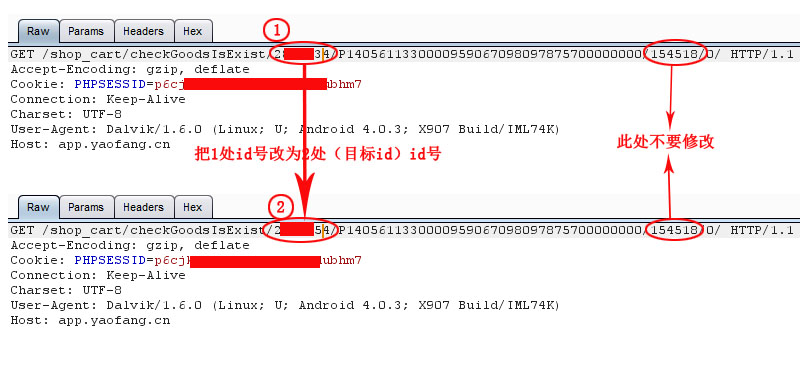 Raw Params Headers Hex
1
GET /shop_cart/checkGoodsIsExist/2 34/P140561133000095906709809787570000­0000/154518/0/ HTTP/1.1
Accept-Encoding: gzip, deflate
Cookie: PHPSESSID=p6cj ubhm7
Connection: Keep-Alive
Charset: UTF-8
User-Agent: Dalvik/1.6.0 (Linux; U; Android 4.0.3; X907 Build/IML74K)
Host: app.yaofang.cn
把1处id号改为2处（目标id）id号
此处不要修改
Raw Params Headers Hex
2
GET /shop_cart/checkGoodsIsExist/2 54/P1405611330000959067098097875700000000/154518/0/ HTTP/1.1
Accept-Encoding: gzip, deflate
Cookie: PHPSESSID=p6cj ubhm7
Connection: Keep-Alive
Charset: UTF-8
User-Agent: Dalvik/1.6.0 (Linux; U; Android 4.0.3; X907 Build/IML74K)
Host: app.yaofang.cn